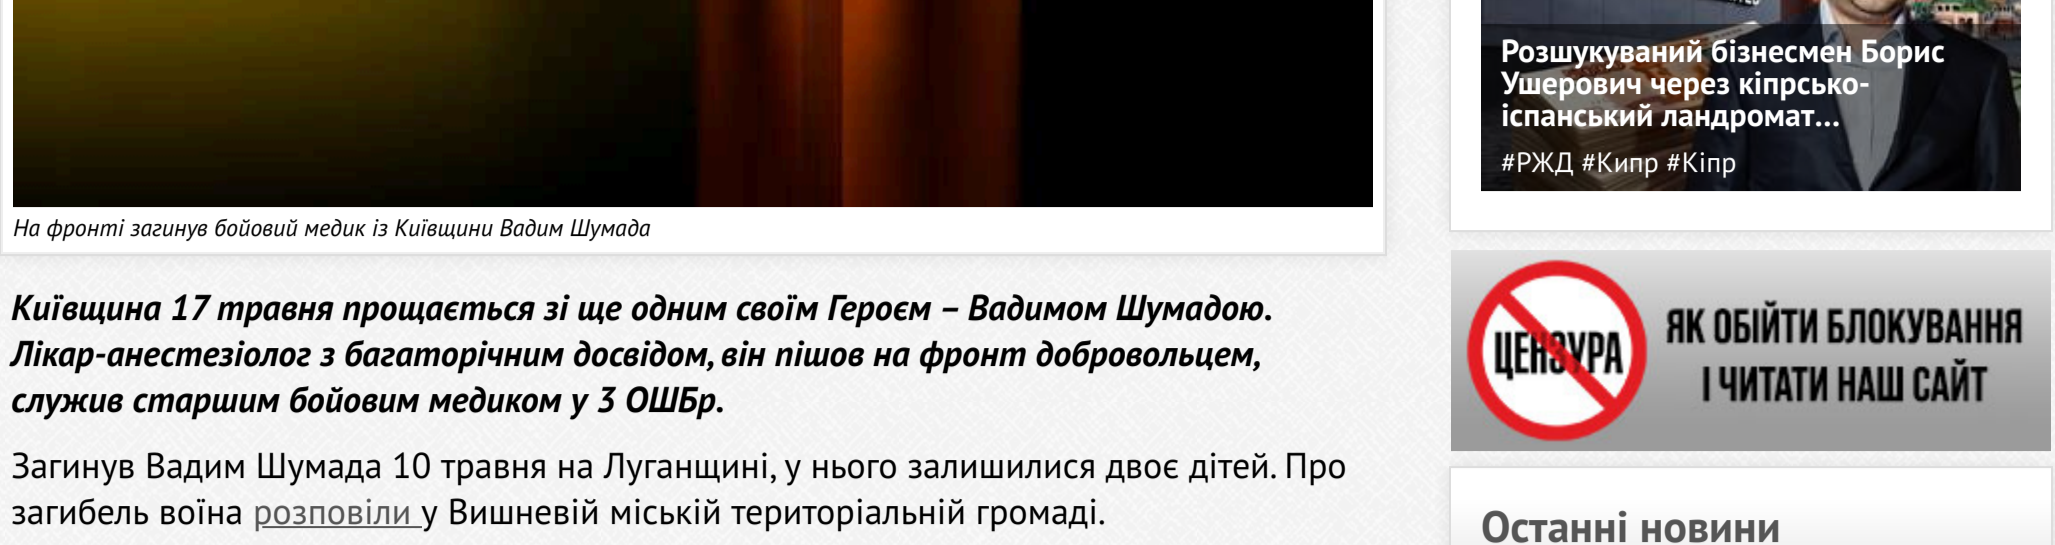 На фронті загинув бойовий медик із Київщини Вадим Шумада
Київщина 17 травня прощається зі ще одним своїм Героєм – Вадимом Шумадою.
Лікар-анестезіолог з багаторічним досвідом, він пішов на фронт добровольцем,
служив старшим бойовим медиком у 3 ОШБр.
Загинув Вадим Шумада 10 травня на Луганщині, у нього залишилися двоє дітей. Про
загибель воїна розповіли у Вишневій міській територіальній громаді.
Розшукуваний бізнесмен Борис
Ушерович через кіпрсько-
іспанський ландромат...
#РЖД #Кипр #Кіпр
ЦЕНЗУРА
ЯК ОБІЙТИ БЛОКУВАННЯ
І ЧИТАТИ НАШ САЙТ
Останні новини